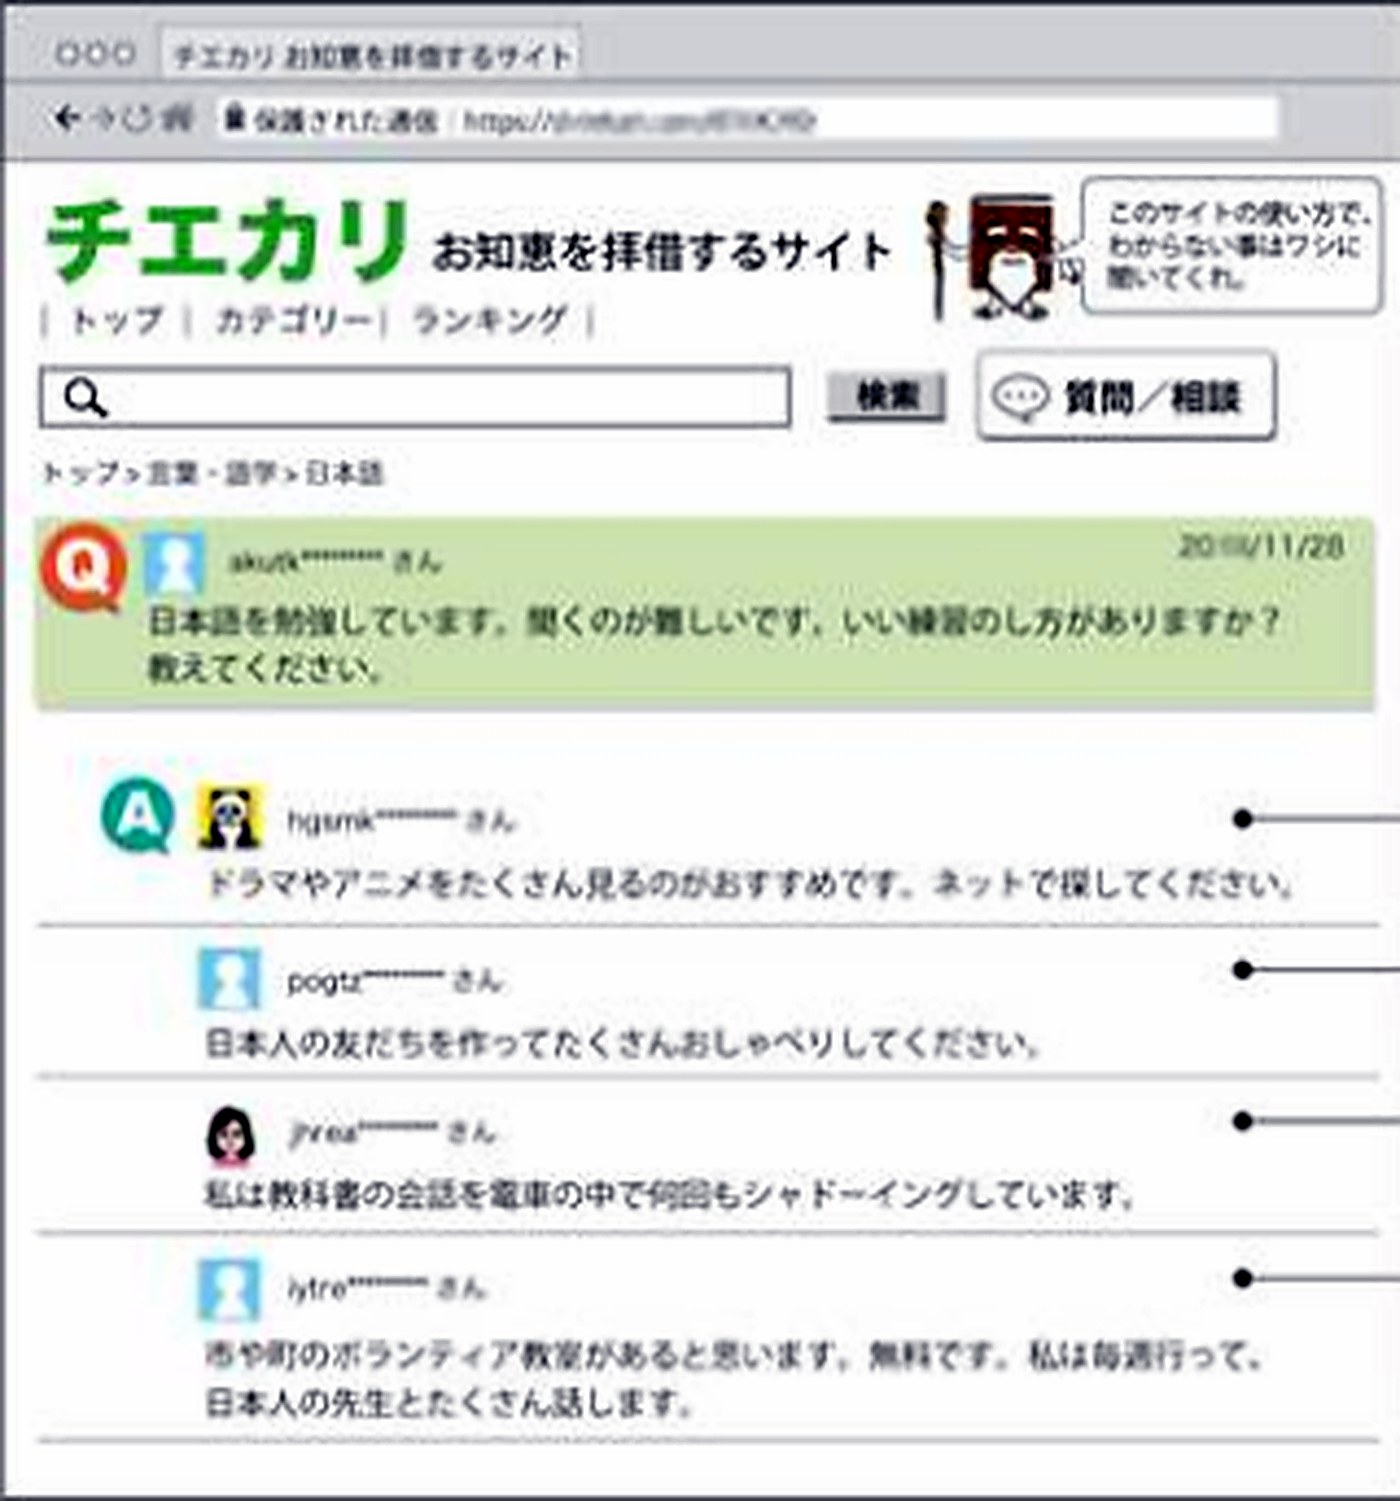 チエカリ お知恵を拝借するサイト
保護された通信 https://
チエカリ お知恵を拝借するサイト
このサイトの使い方で、
わからない事はワシに
聞いてくれ。
| トップ | カテゴリー | ランキング |
検索
質問／相談
トップ > 言葉・語学 > 日本語
Q
akutk********* さん
/11/28
日本語を勉強しています。聞くのが難しいです。いい練習のし方がありますか？
教えてください。
A
hgsmk********* さん
ドラマやアニメをたくさん見るのがおすすめです。ネットで探してください。
pogtz********* さん
日本人の友だちを作ってたくさんおしゃべりしてください。
jhrea********* さん
私は教科書の会話を電車の中で何回もシャドーイングしています。
さん
市や町のボランティア教室があると思います。無料です。私は毎週行って、
日本人の先生とたくさん話します。